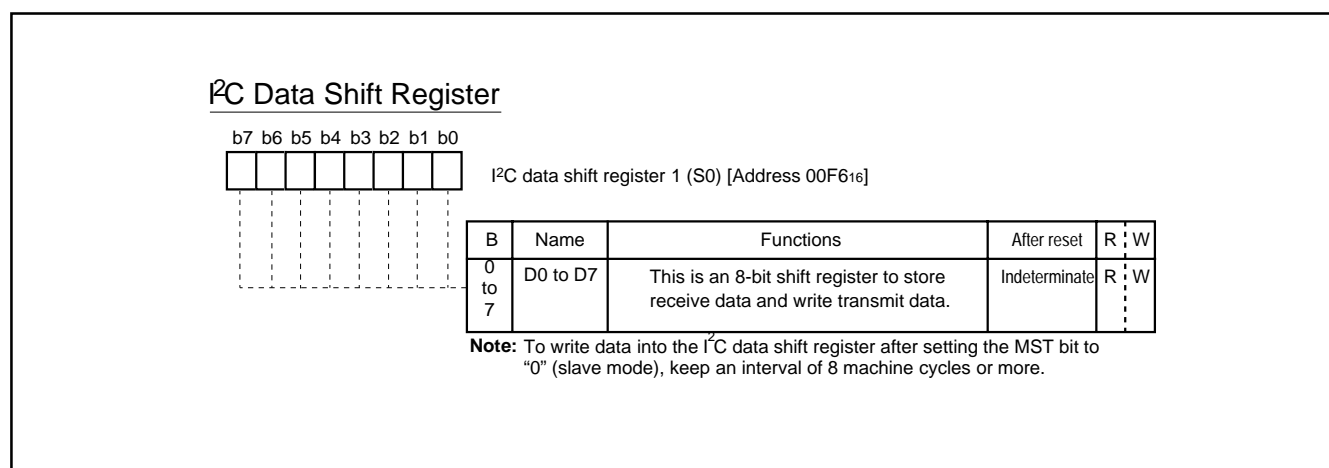 I²C Data Shift Register
b7 b6 b5 b4 b3 b2 b1 b0
I²C data shift register 1 (S0) [Address 00F6₁₆]
B Name Functions After reset R W
0 to 7 D0 to D7 This is an 8-bit shift register to store Indeterminate R W
receive data and write transmit data.
Note: To write data into the I²C data shift register after setting the MST bit to
“0” (slave mode), keep an interval of 8 machine cycles or more.